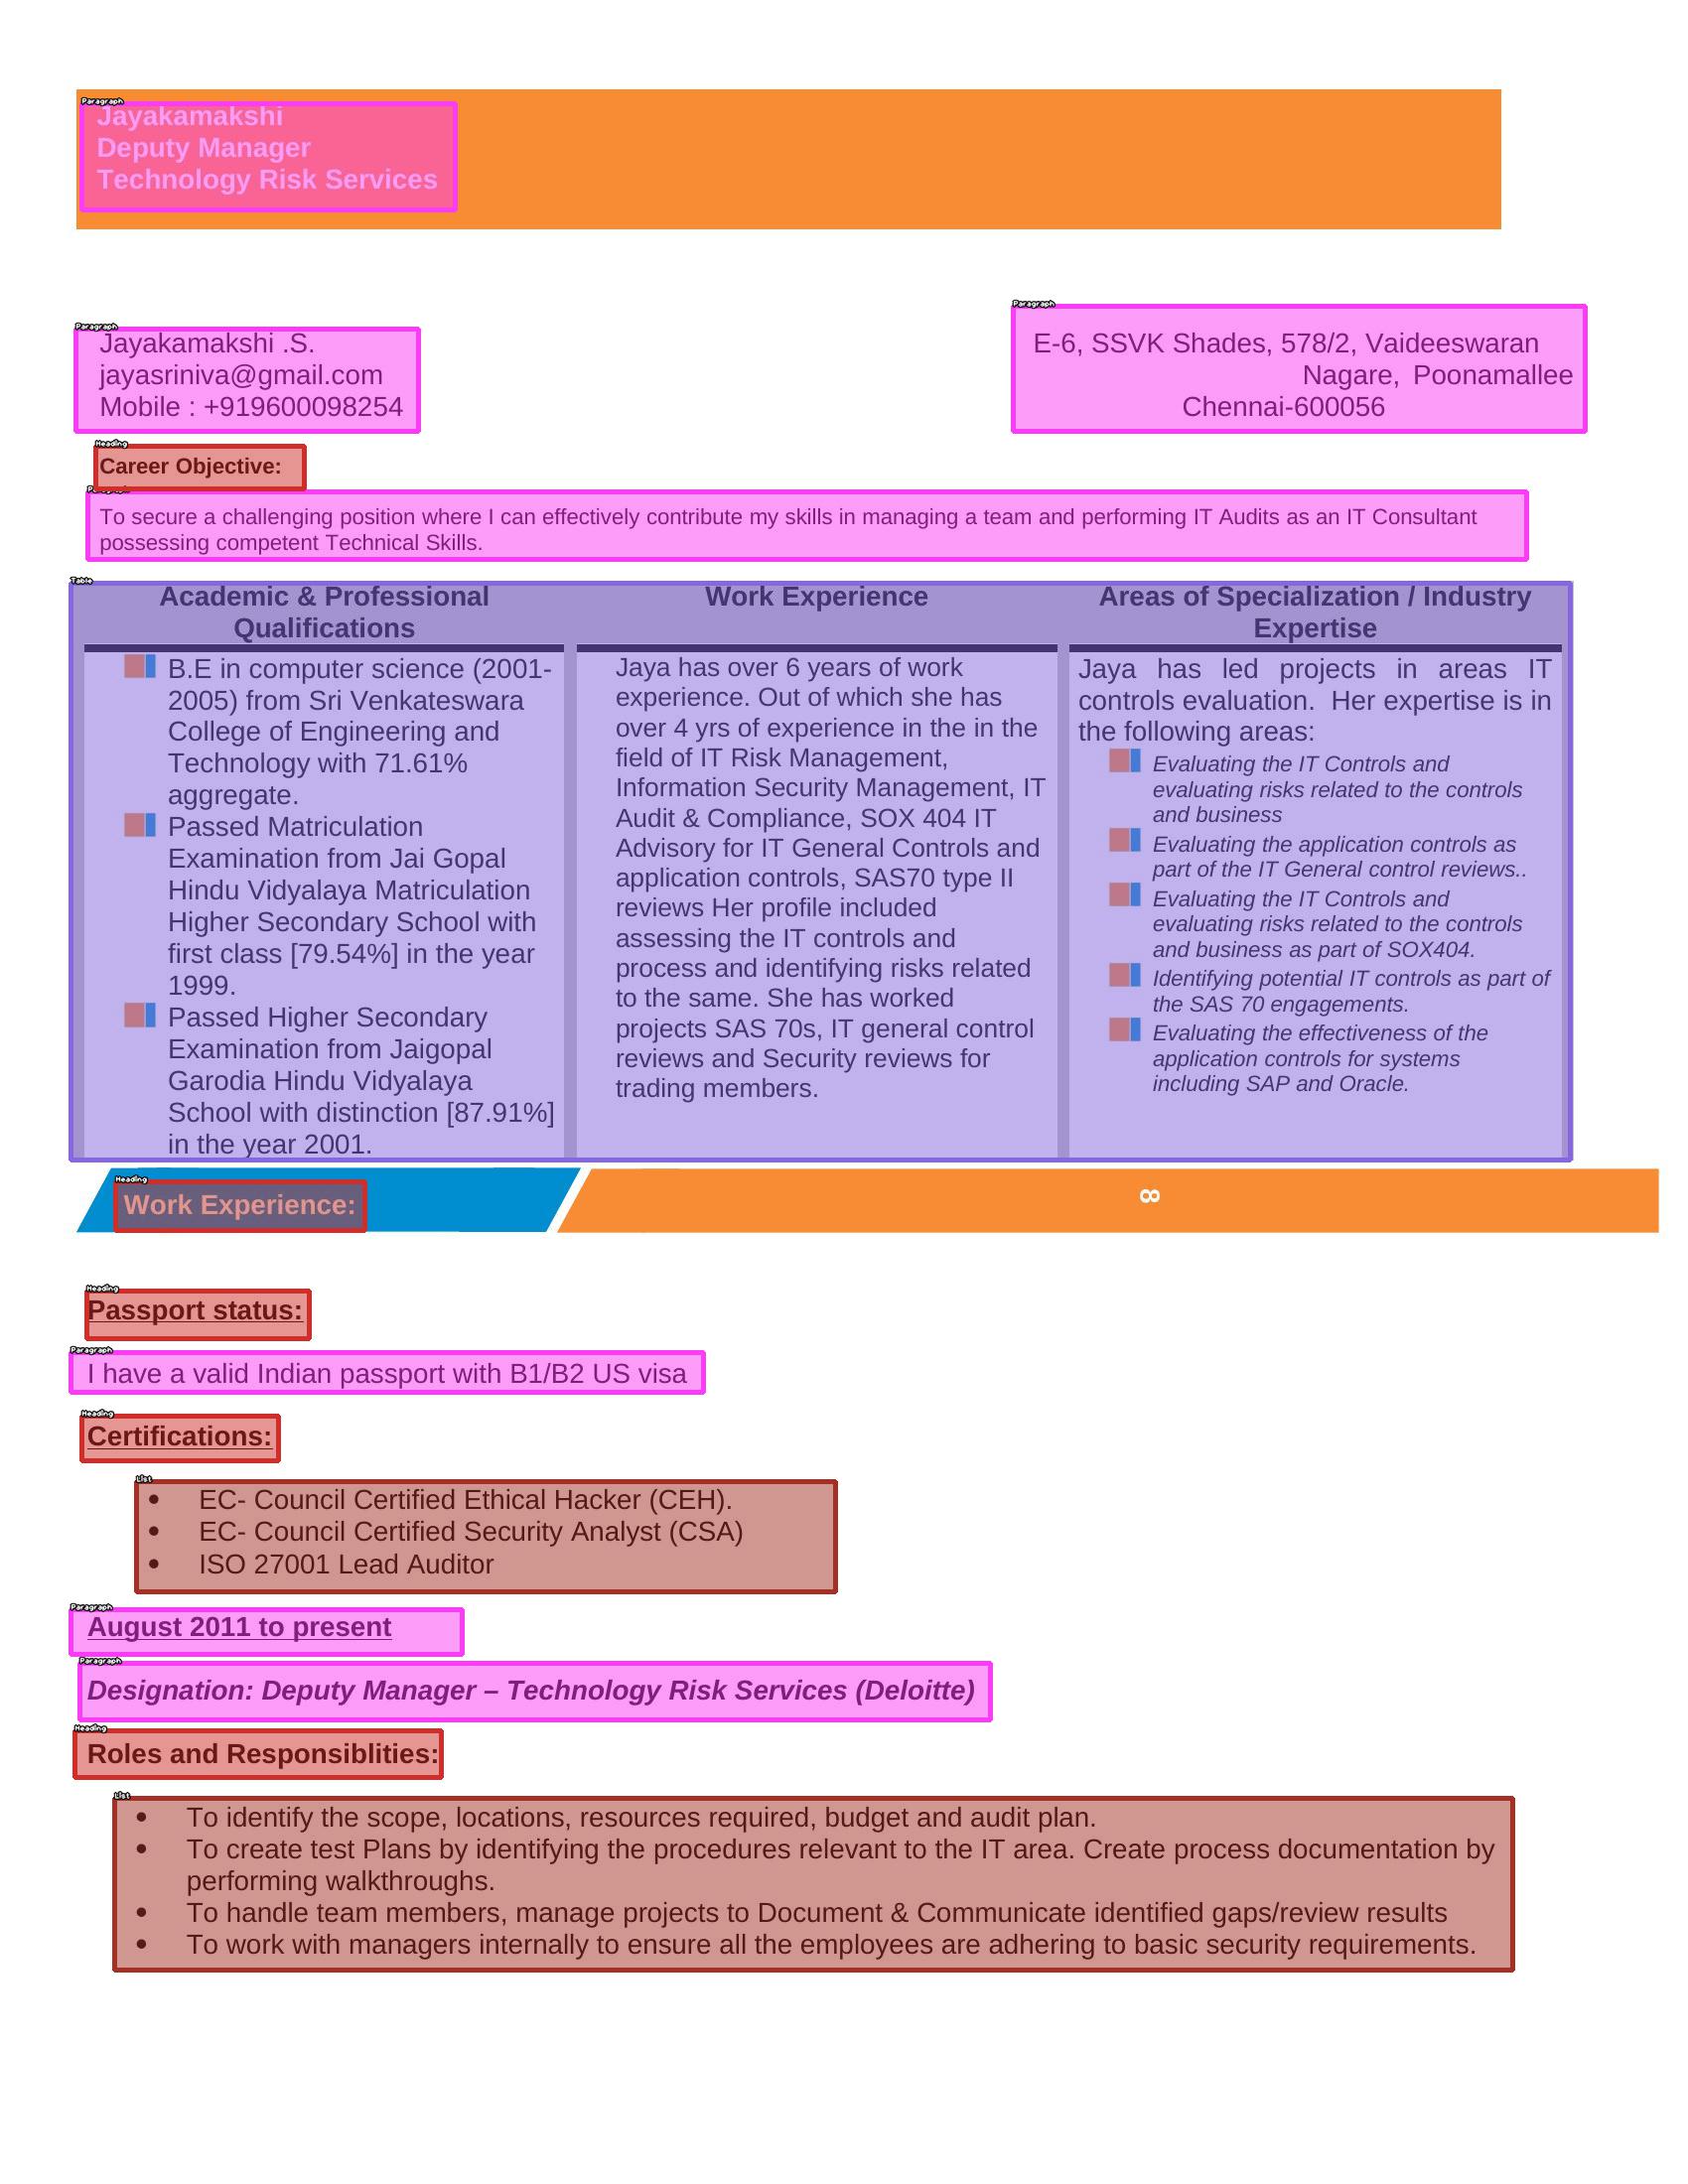 Paragraph
Jayakamakshi
Deputy Manager
Technology Risk Services
Paragraph
Jayakamakshi .S.
jayasriniva@gmail.com
Mobile : +919600098254
Paragraph
E-6, SSVK Shades, 578/2, Vaideeswaran
Nagare, Poonamallee
Chennai-600056
Heading
Career Objective:
Paragraph
To secure a challenging position where I can effectively contribute my skills in managing a team and performing IT Audits as an IT Consultant
possessing competent Technical Skills.
Table
Academic & Professional
Qualifications
B.E in computer science (2001-
2005) from Sri Venkateswara
College of Engineering and
Technology with 71.61%
aggregate.
Passed Matriculation
Examination from Jai Gopal
Hindu Vidyalaya Matriculation
Higher Secondary School with
first class [79.54%] in the year
1999.
Passed Higher Secondary
Examination from Jaigopal
Garodia Hindu Vidyalaya
School with distinction [87.91%]
in the year 2001.
Work Experience
Jaya has over 6 years of work
experience. Out of which she has
over 4 yrs of experience in the in the
field of IT Risk Management,
Information Security Management, IT
Audit & Compliance, SOX 404 IT
Advisory for IT General Controls and
application controls, SAS70 type II
reviews Her profile included
assessing the IT controls and
process and identifying risks related
to the same. She has worked
projects SAS 70s, IT general control
reviews and Security reviews for
trading members.
Areas of Specialization / Industry
Expertise
Jaya has led projects in areas IT
controls evaluation. Her expertise is in
the following areas:
Evaluating the IT Controls and
evaluating risks related to the controls
and business
Evaluating the application controls as
part of the IT General control reviews..
Evaluating the IT Controls and
evaluating risks related to the controls
and business as part of SOX404.
Identifying potential IT controls as part of
the SAS 70 engagements.
Evaluating the effectiveness of the
application controls for systems
including SAP and Oracle.
Heading
Work Experience:
8
Heading
Passport status:
Paragraph
I have a valid Indian passport with B1/B2 US visa
Heading
Certifications:
List
• EC- Council Certified Ethical Hacker (CEH).
• EC- Council Certified Security Analyst (CSA)
• ISO 27001 Lead Auditor
Paragraph
August 2011 to present
Paragraph
Designation: Deputy Manager – Technology Risk Services (Deloitte)
Heading
Roles and Responsiblities:
List
• To identify the scope, locations, resources required, budget and audit plan.
• To create test Plans by identifying the procedures relevant to the IT area. Create process documentation by
performing walkthroughs.
• To handle team members, manage projects to Document & Communicate identified gaps/review results
• To work with managers internally to ensure all the employees are adhering to basic security requirements.